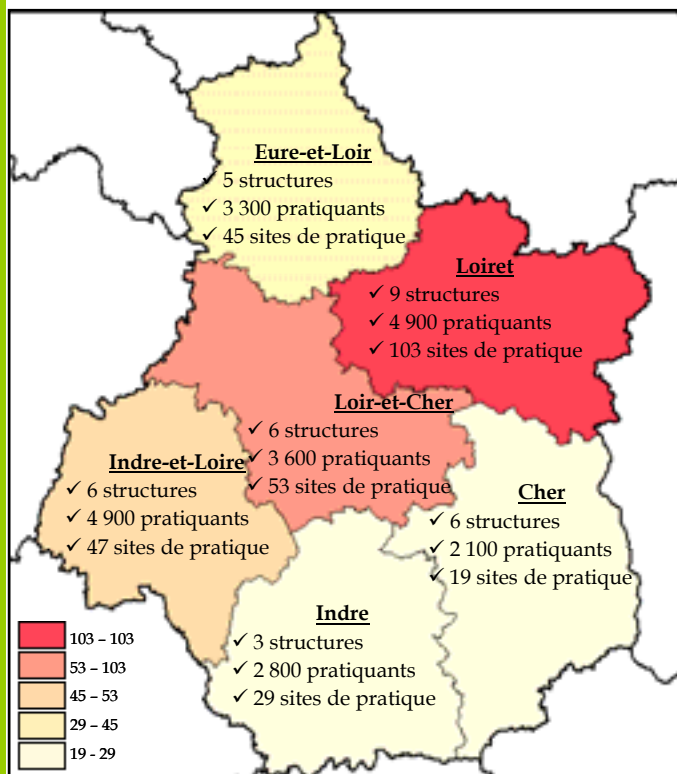 Eure-et-Loir
✓ 5 structures
✓ 3 300 pratiquants
✓ 45 sites de pratique
Loiret
✓ 9 structures
✓ 4 900 pratiquants
✓ 103 sites de pratique
Loir-et-Cher
✓ 6 structures
✓ 3 600 pratiquants
✓ 53 sites de pratique
Indre-et-Loire
✓ 6 structures
✓ 4 900 pratiquants
✓ 47 sites de pratique
Cher
✓ 6 structures
✓ 2 100 pratiquants
✓ 19 sites de pratique
Indre
✓ 3 structures
✓ 2 800 pratiquants
✓ 29 sites de pratique
103 – 103
53 – 103
45 – 53
29 – 45
19 - 29